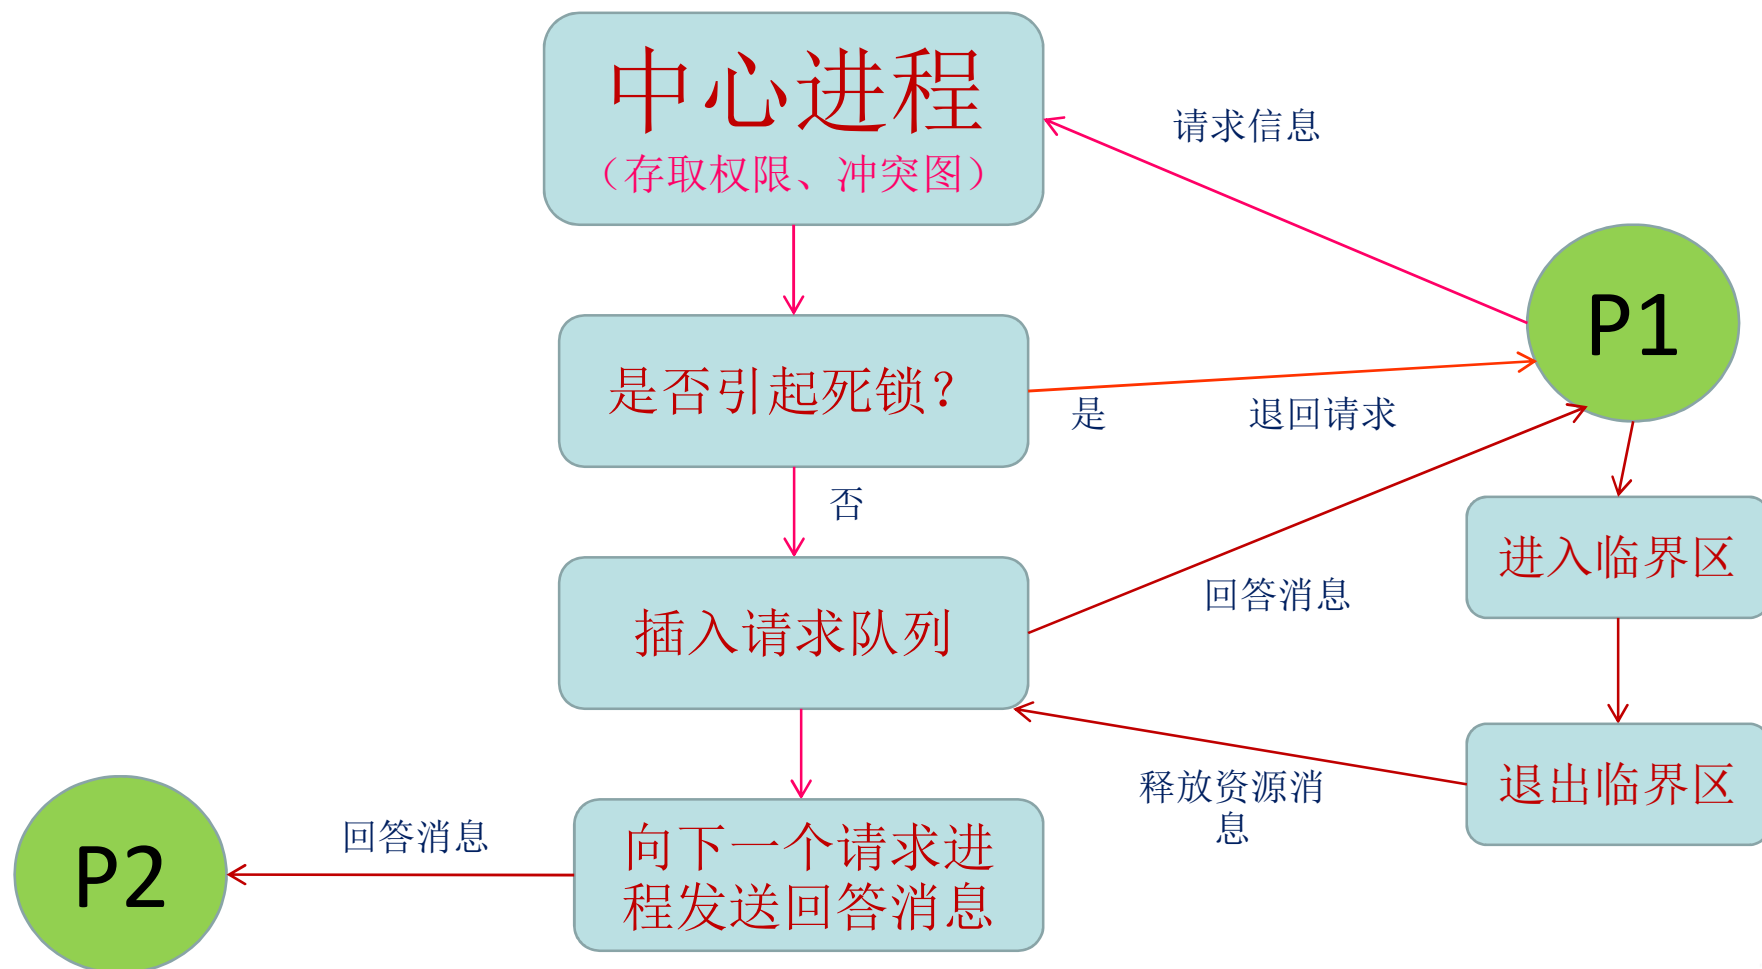 中心进程
（存取权限、冲突图）
请求信息
P1
是否引起死锁？
是
退回请求
否
进入临界区
回答消息
插入请求队列
退出临界区
释放资源消
息
回答消息
向下一个请求进
程发送回答消息
P2